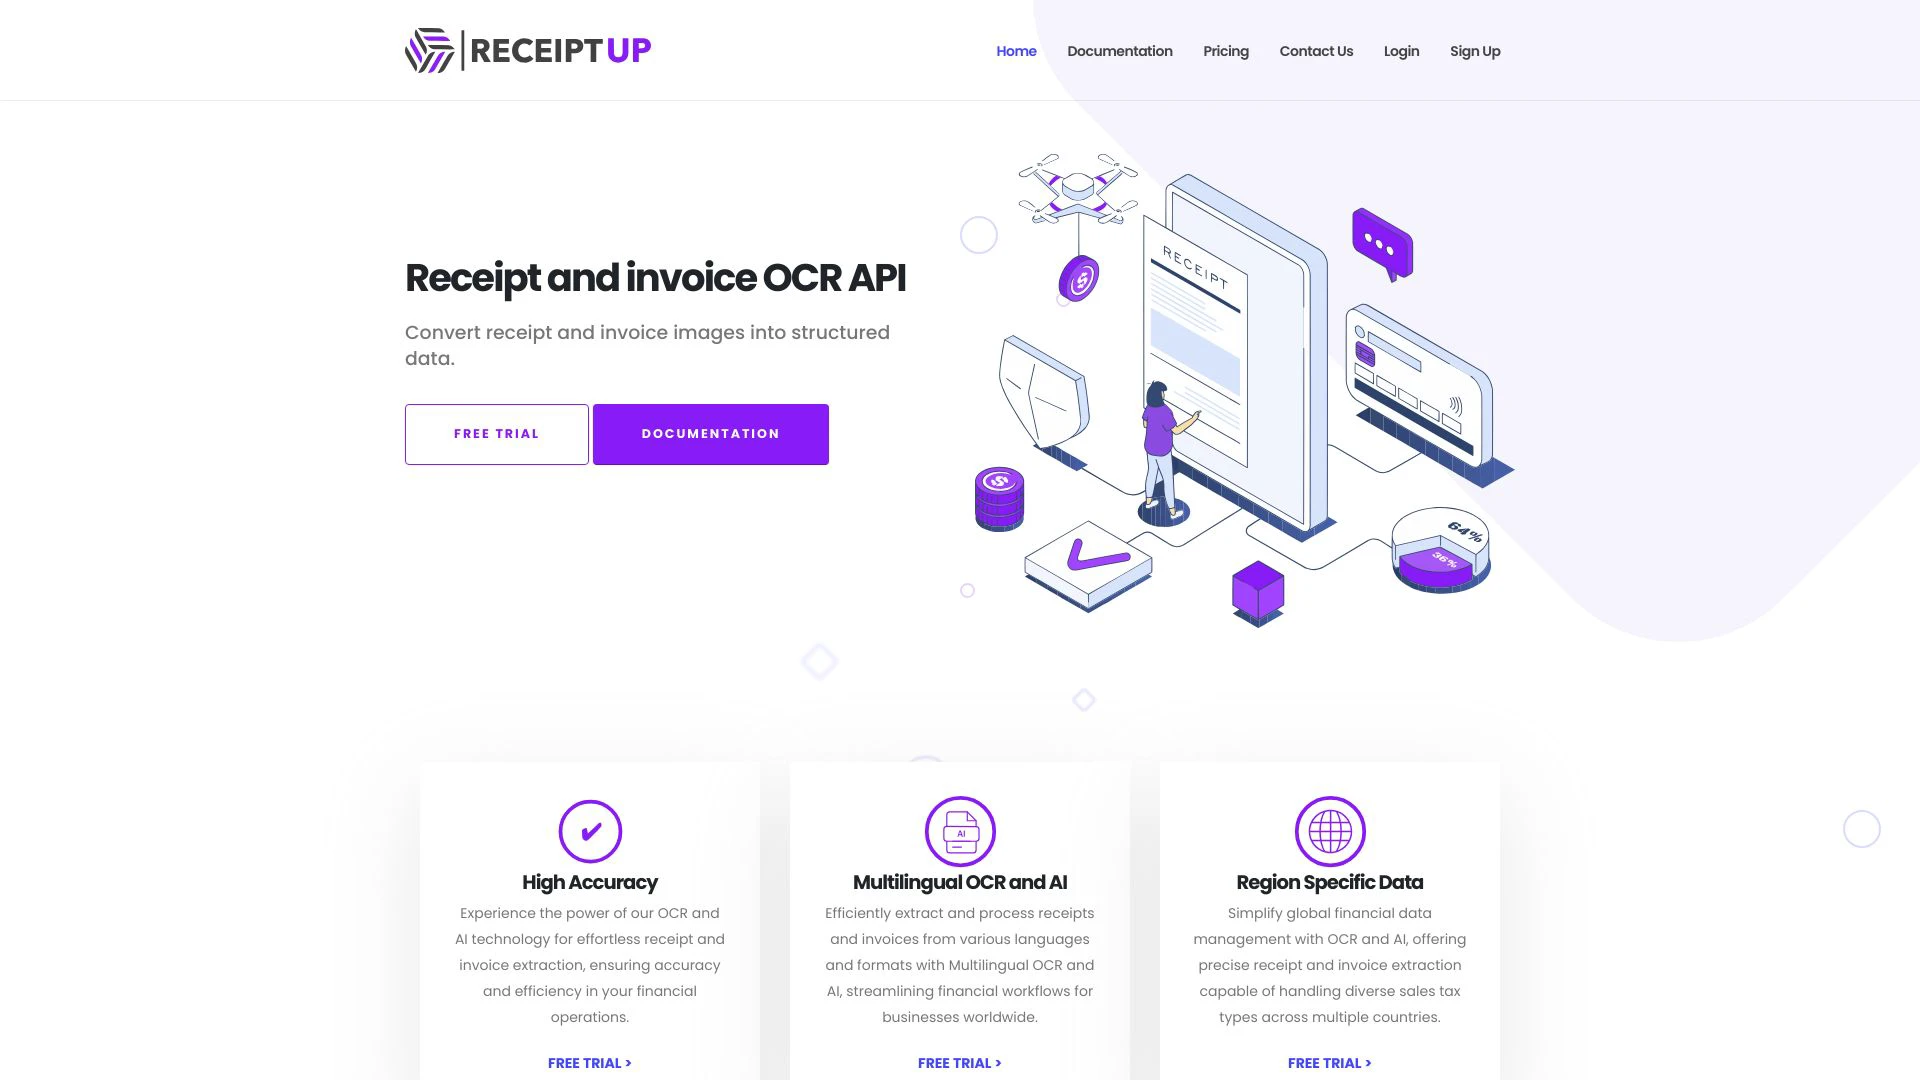 RECEIPT UP
Home Documentation Pricing Contact Us Login Sign Up
Receipt and invoice OCR API
Convert receipt and invoice images into structured
data.
FREE TRIAL DOCUMENTATION
RECEIPT
64%
36%
AI
High Accuracy
Experience the power of our OCR and
AI technology for effortless receipt and
invoice extraction, ensuring accuracy
and efficiency in your financial
operations.
FREE TRIAL >
Multilingual OCR and AI
Efficiently extract and process receipts
and invoices from various languages
and formats with Multilingual OCR and
AI, streamlining financial workflows for
businesses worldwide.
FREE TRIAL >
Region Specific Data
Simplify global financial data
management with OCR and AI, offering
precise receipt and invoice extraction
capable of handling diverse sales tax
types across multiple countries.
FREE TRIAL >